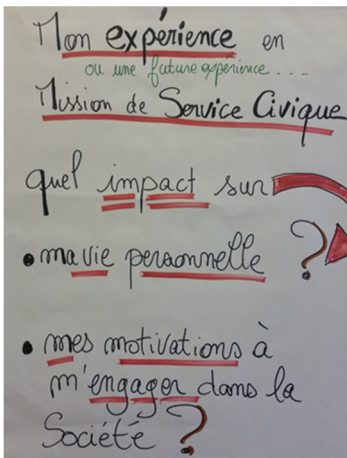 Mon expérience en
ou une future expérience ....
Mission de Service Civique
quel impact sur
• ma vie personnelle ?
• mes motivations à
m'engager dans la
Société ?